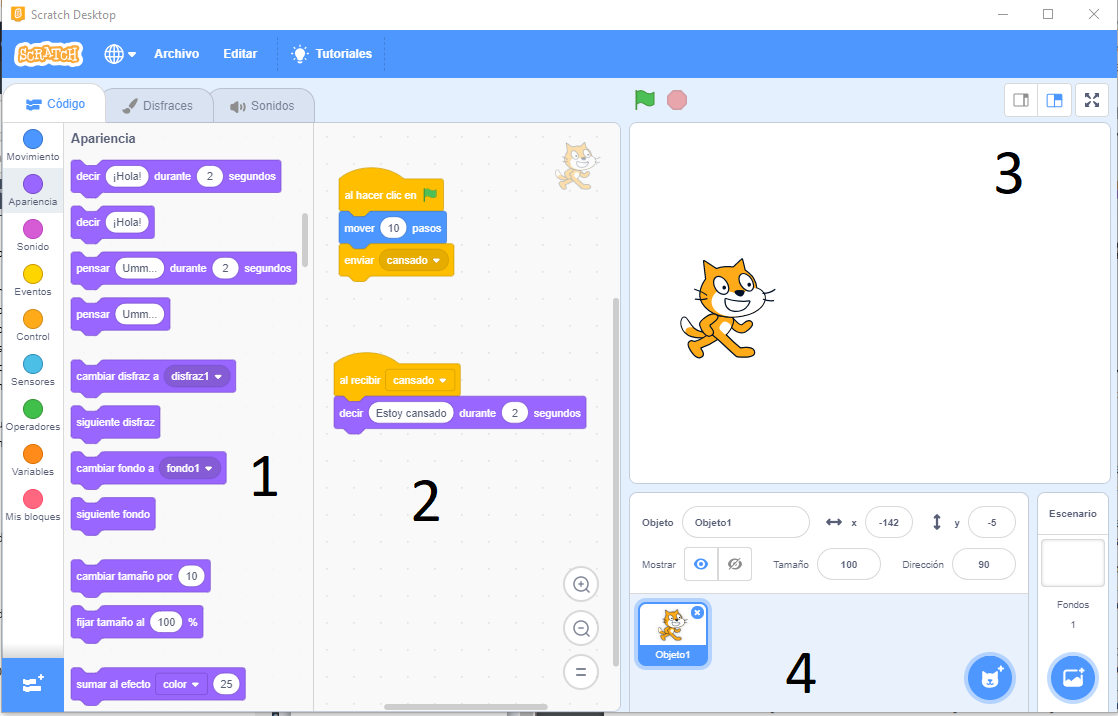 Scratch Desktop
SCRATCH
Archivo
Editar
Tutoriales
Código
Disfraces
Sonidos
Movimiento
Apariencia
Sonido
Eventos
Control
Sensores
Operadores
Variables
Mis bloques
Apariencia
decir ¡Hola! durante 2 segundos
decir ¡Hola!
pensar Umm... durante 2 segundos
pensar Umm...
cambiar disfraz a disfraz1
siguiente disfraz
cambiar fondo a fondo1
siguiente fondo
cambiar tamaño por 10
fijar tamaño al 100 %
sumar al efecto color 25
1
al hacer clic en
mover 10 pasos
enviar cansado
al recibir cansado
decir Estoy cansado durante 2 segundos
2
3
Objeto Objeto1 x -142 y -5
Mostrar Tamaño 100 Dirección 90
Objeto1
4
Escenario
Fondos
1